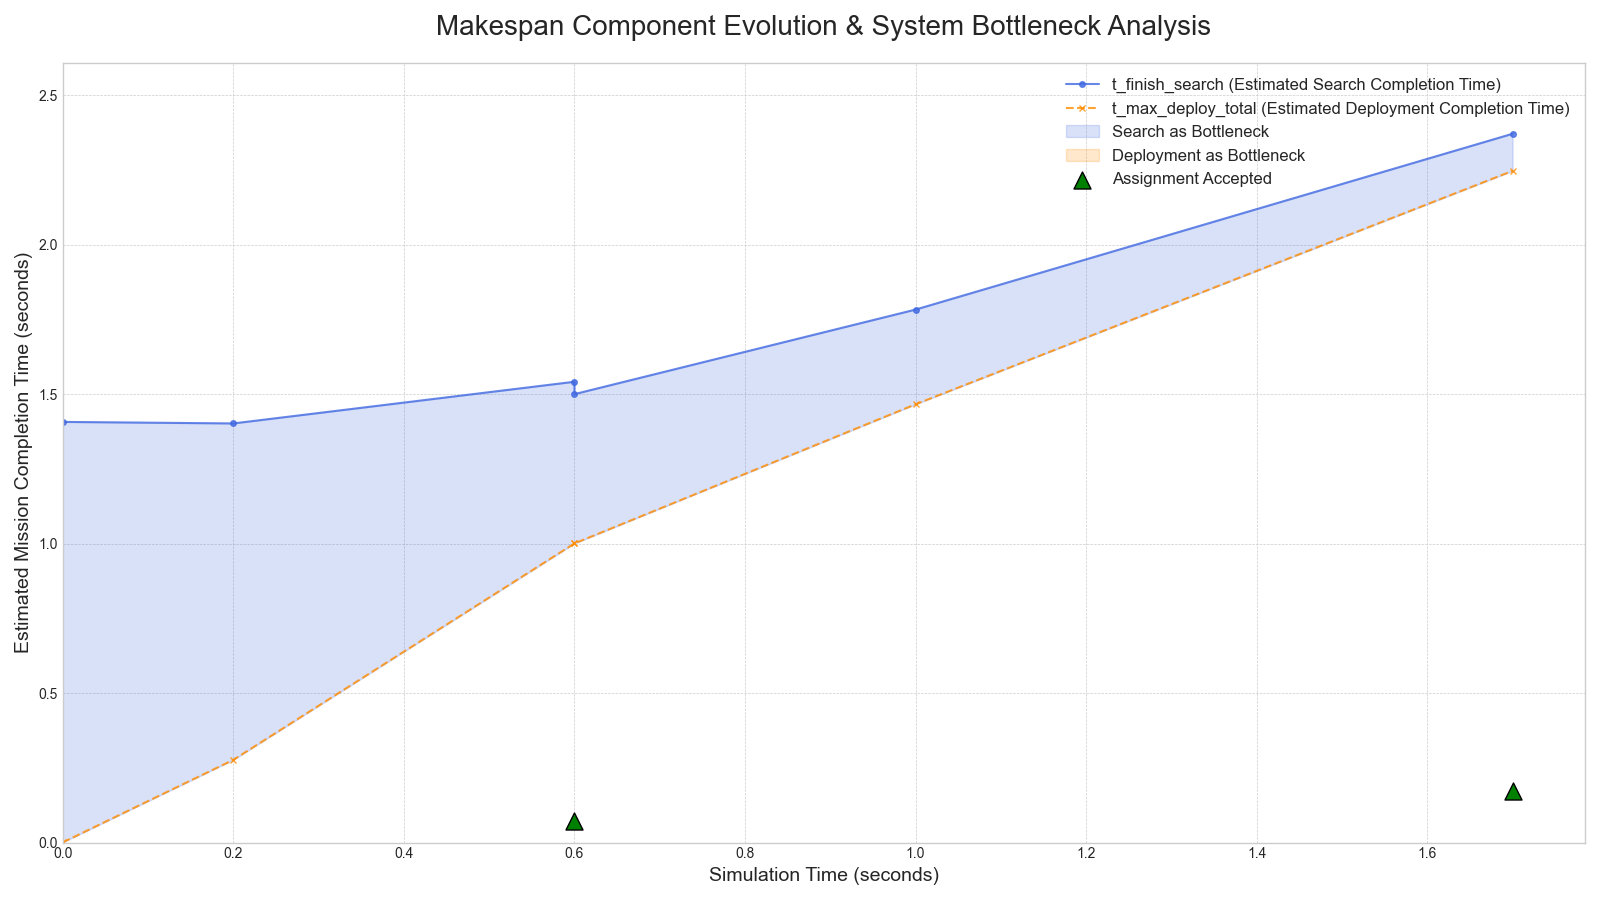 Makespan Component Evolution & System Bottleneck Analysis
t_finish_search (Estimated Search Completion Time)
t_max_deploy_total (Estimated Deployment Completion Time)
Search as Bottleneck
Deployment as Bottleneck
Assignment Accepted
Estimated Mission Completion Time (seconds)
2.5
2.0
1.5
1.0
0.5
0.0
0.0 0.2 0.4 0.6 0.8 1.0 1.2 1.4 1.6
Simulation Time (seconds)